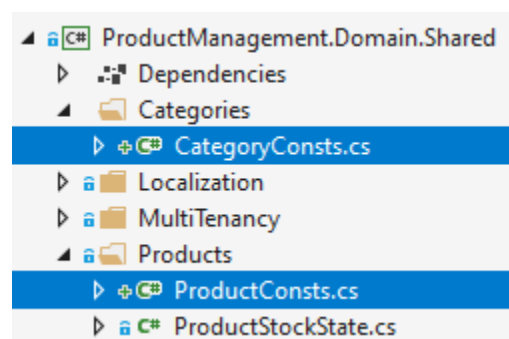 C# ProductManagement.Domain.Shared
Dependencies
Categories
C# CategoryConsts.cs
Localization
MultiTenancy
Products
C# ProductConsts.cs
C# ProductStockState.cs